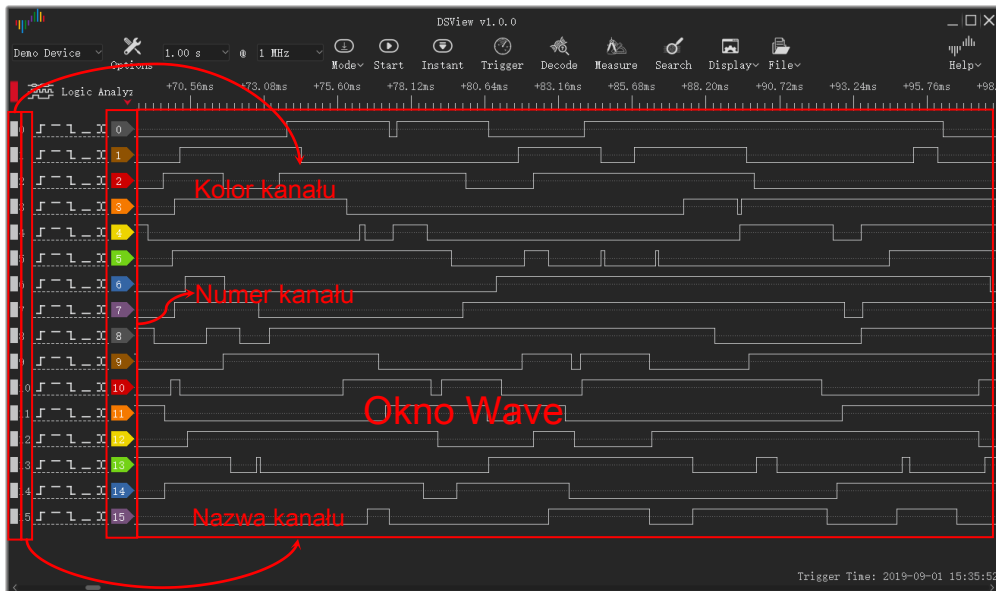 DSView v1.0.0
Demo Device 1.00 s @ 1 MHz
Options Mode Start Instant Trigger Decode Measure Search Display File Help
Logic Analyz
+70.56ms +73.08ms +75.60ms +78.12ms +80.64ms +83.16ms +85.68ms +88.20ms +90.72ms +93.24ms +95.76ms +98.
0
1
2
Kolor kanału
3
4
5
6
Numer kanału
7
8
9
10 10
11 11
Okno Wave
12
13
14
15
Nazwa kanału
Trigger Time: 2019-09-01 15:35:52